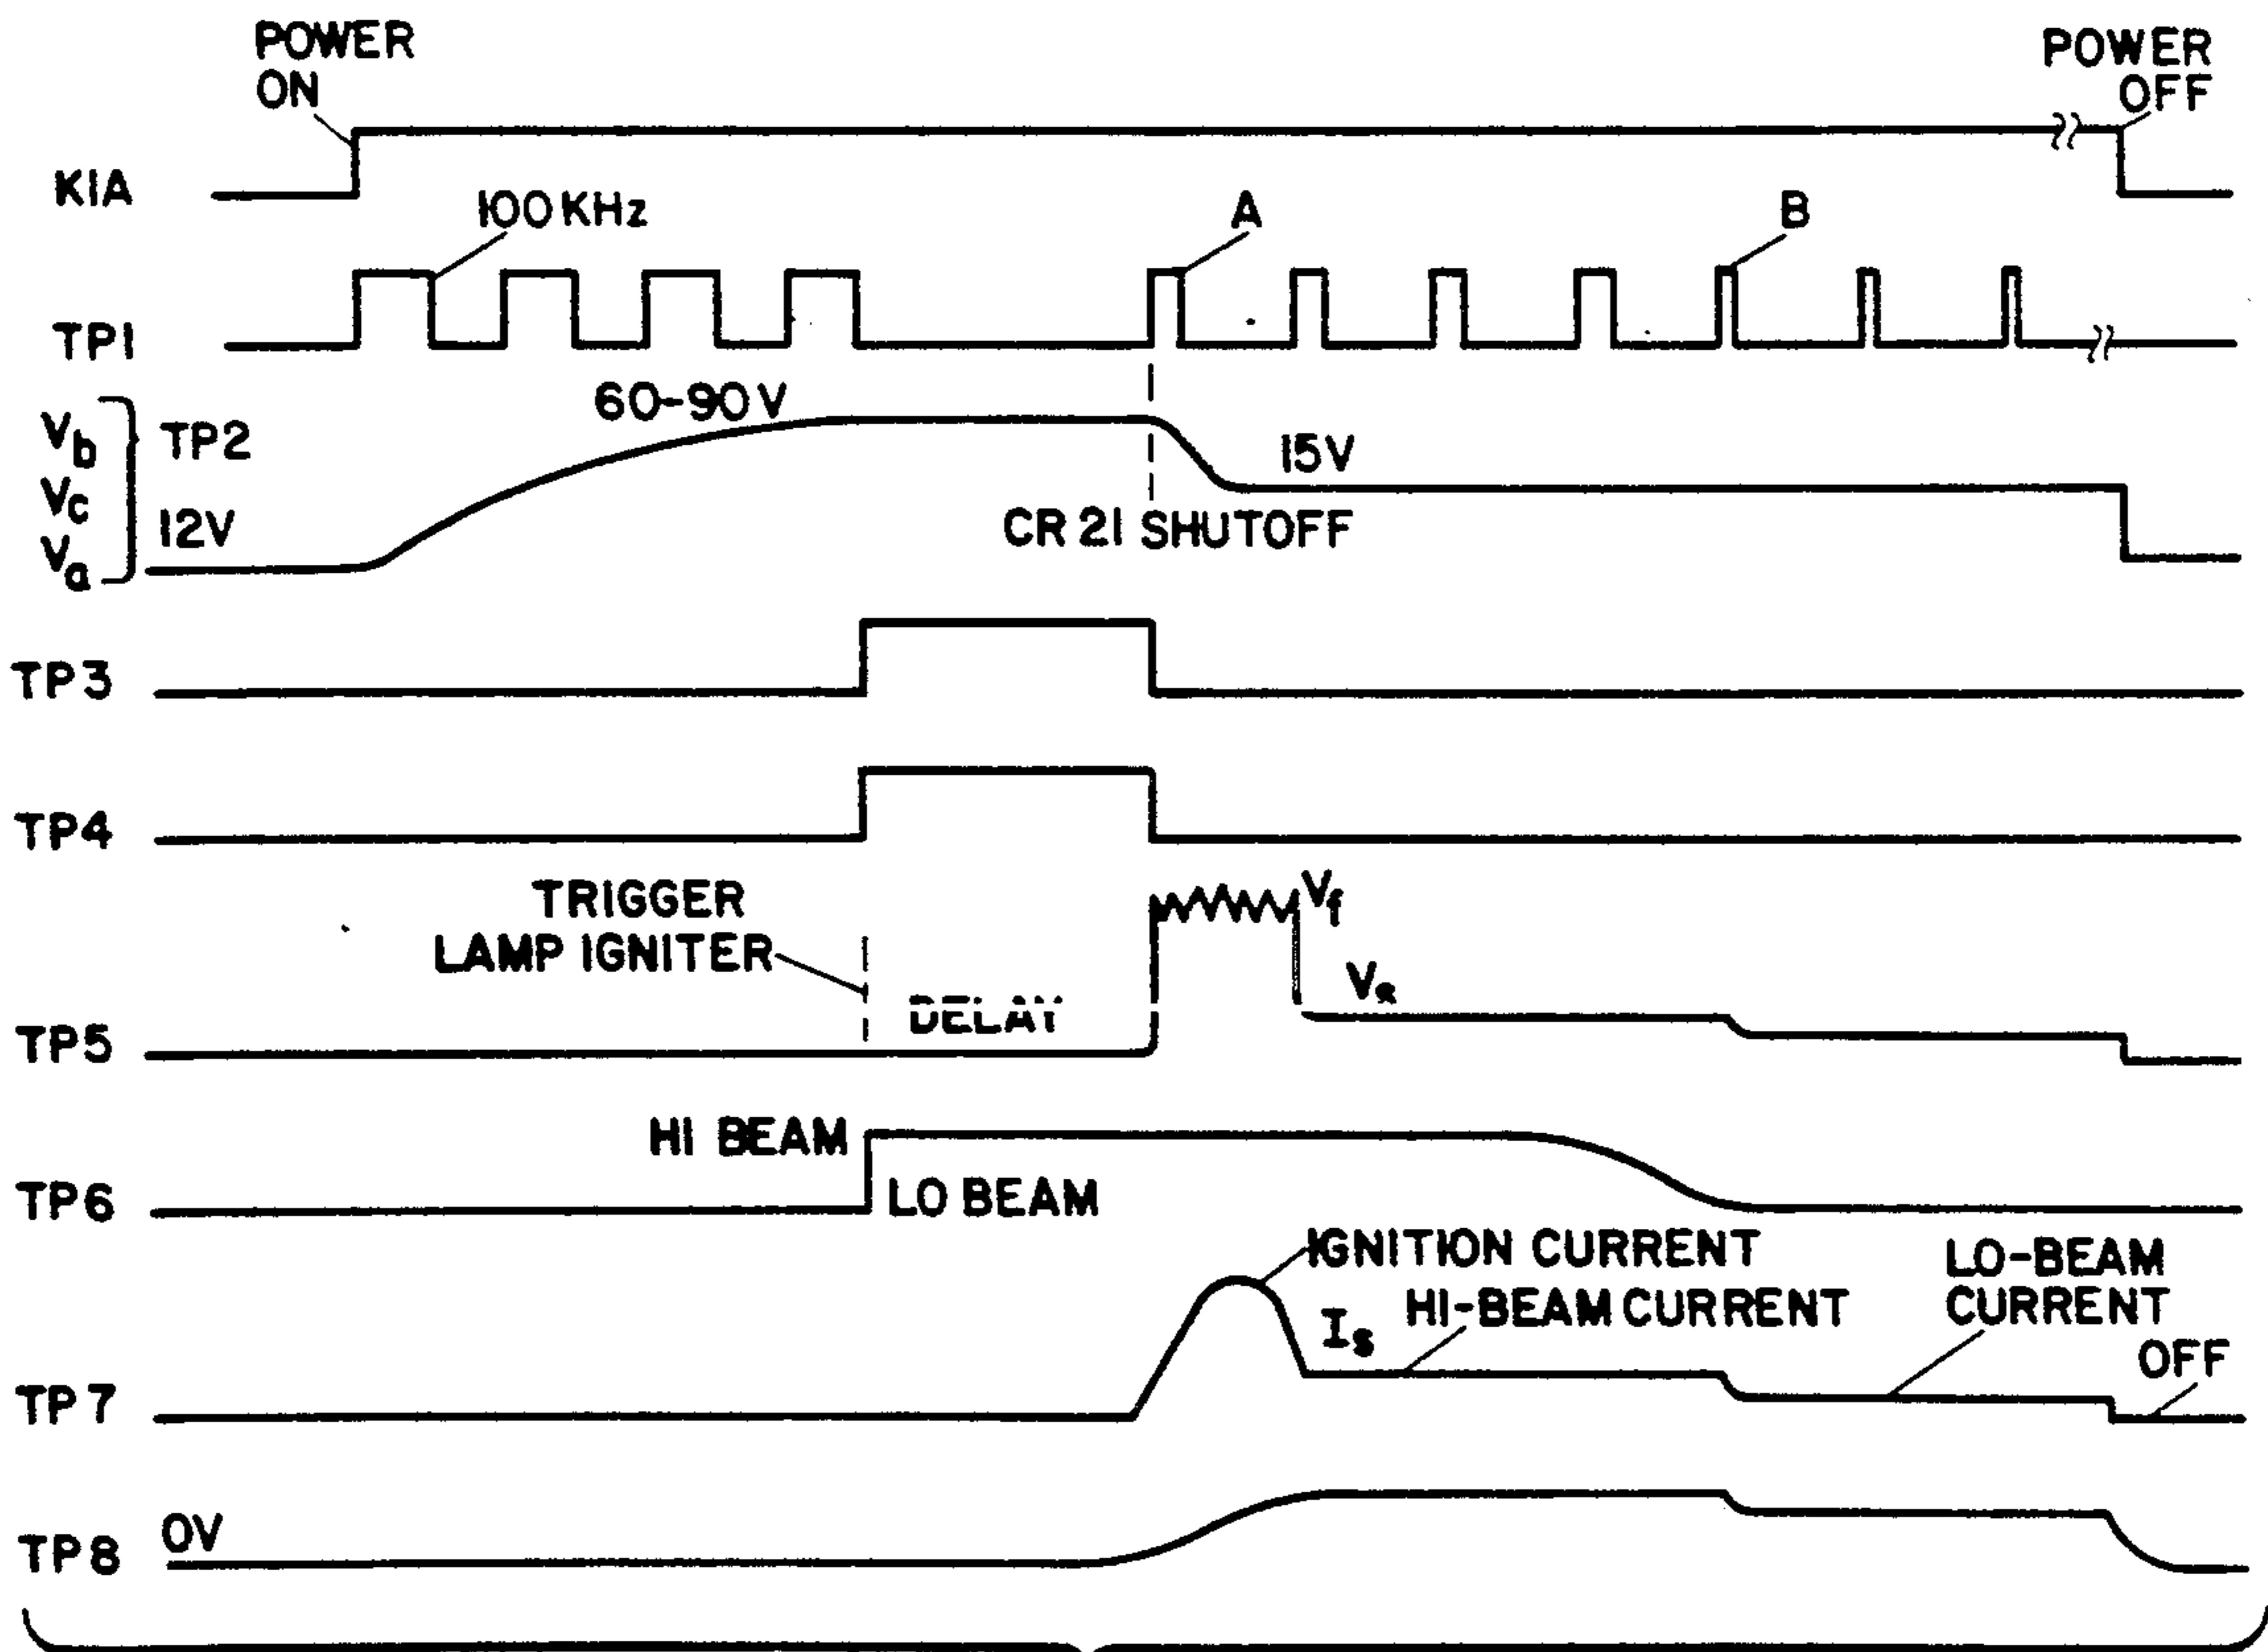 POWER
ON
POWER
OFF
K1A
100 KHz
A
B
TP1
60-90V
Vb
TP2
15V
Vc
12V
CR 21 SHUTOFF
Va
TP3
TP4
TRIGGER
LAMP IGNITER
DELAY
Vf
Vs
TP5
HI BEAM
TP6
LO BEAM
IGNITION CURRENT
LO-BEAM
CURRENT
HI-BEAM CURRENT
Is
OFF
TP7
0V
TP8